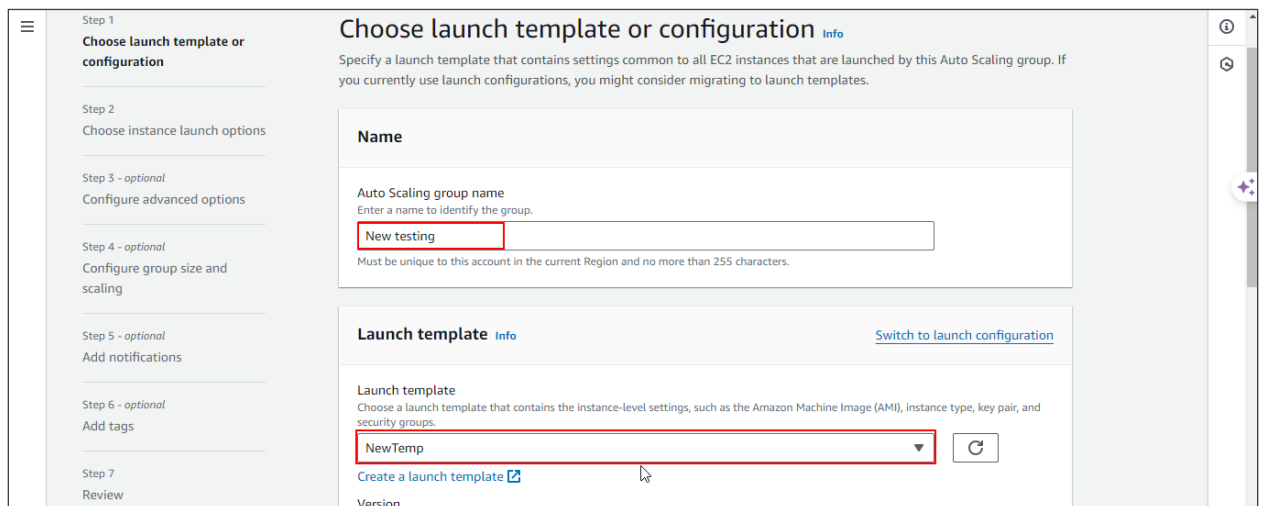 Step 1
Choose launch template or
configuration
Step 2
Choose instance launch options
Step 3 - optional
Configure advanced options
Step 4 - optional
Configure group size and
scaling
Step 5 - optional
Add notifications
Step 6 - optional
Add tags
Step 7
Review
Choose launch template or configuration Info
Specify a launch template that contains settings common to all EC2 instances that are launched by this Auto Scaling group. If
you currently use launch configurations, you might consider migrating to launch templates.
Name
Auto Scaling group name
Enter a name to identify the group.
New testing
Must be unique to this account in the current Region and no more than 255 characters.
Launch template Info
Switch to launch configuration
Launch template
Choose a launch template that contains the instance-level settings, such as the Amazon Machine Image (AMI), instance type, key pair, and
security groups.
NewTemp
Create a launch template
Version